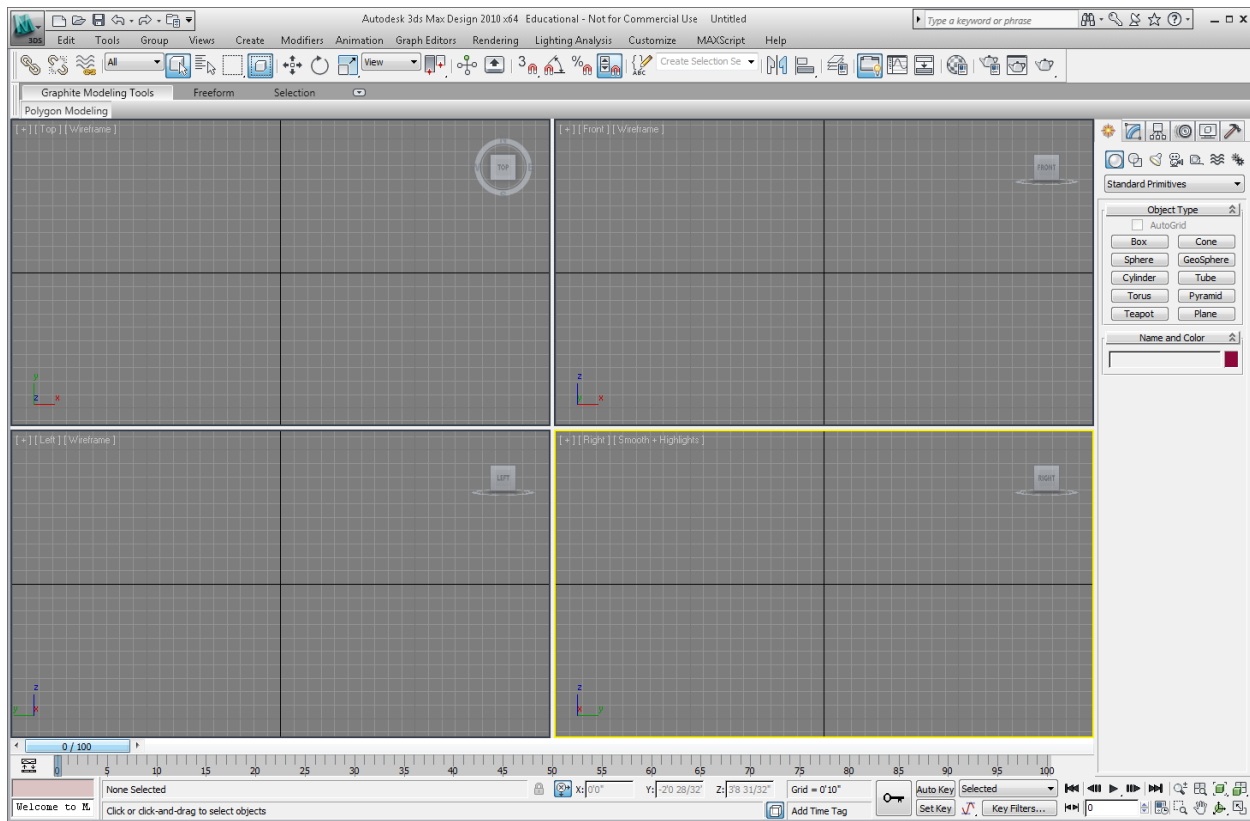 Autodesk 3ds Max Design 2010 x64 Educational - Not for Commercial Use Untitled
Type a keyword or phrase
3DS
Edit Tools Group Views Create Modifiers Animation Graph Editors Rendering Lighting Analysis Customize MAXScript Help
All View 3 % ABC Create Selection Se
Graphite Modeling Tools Freeform Selection
Polygon Modeling
[ + ] [ Top ] [ Wireframe ]
TOP
y
z x
[ + ] [ Front ] [ Wireframe ]
FRONT
z
y x
[ + ] [ Left ] [ Wireframe ]
LEFT
z
y x
[ + ] [ Right ] [ Smooth + Highlights ]
RIGHT
z
x y
Standard Primitives
Object Type
AutoGrid
Box Cone
Sphere GeoSphere
Cylinder Tube
Torus Pyramid
Teapot Plane
Name and Color
0 / 100
0 5 10 15 20 25 30 35 40 45 50 55 60 65 70 75 80 85 90 95 100
None Selected X: 0'0" Y: -2'0 28/32" Z: 3'8 31/32" Grid = 0'10" Auto Key Selected
Welcome to M. Click or click-and-drag to select objects Add Time Tag Set Key Key Filters... 0